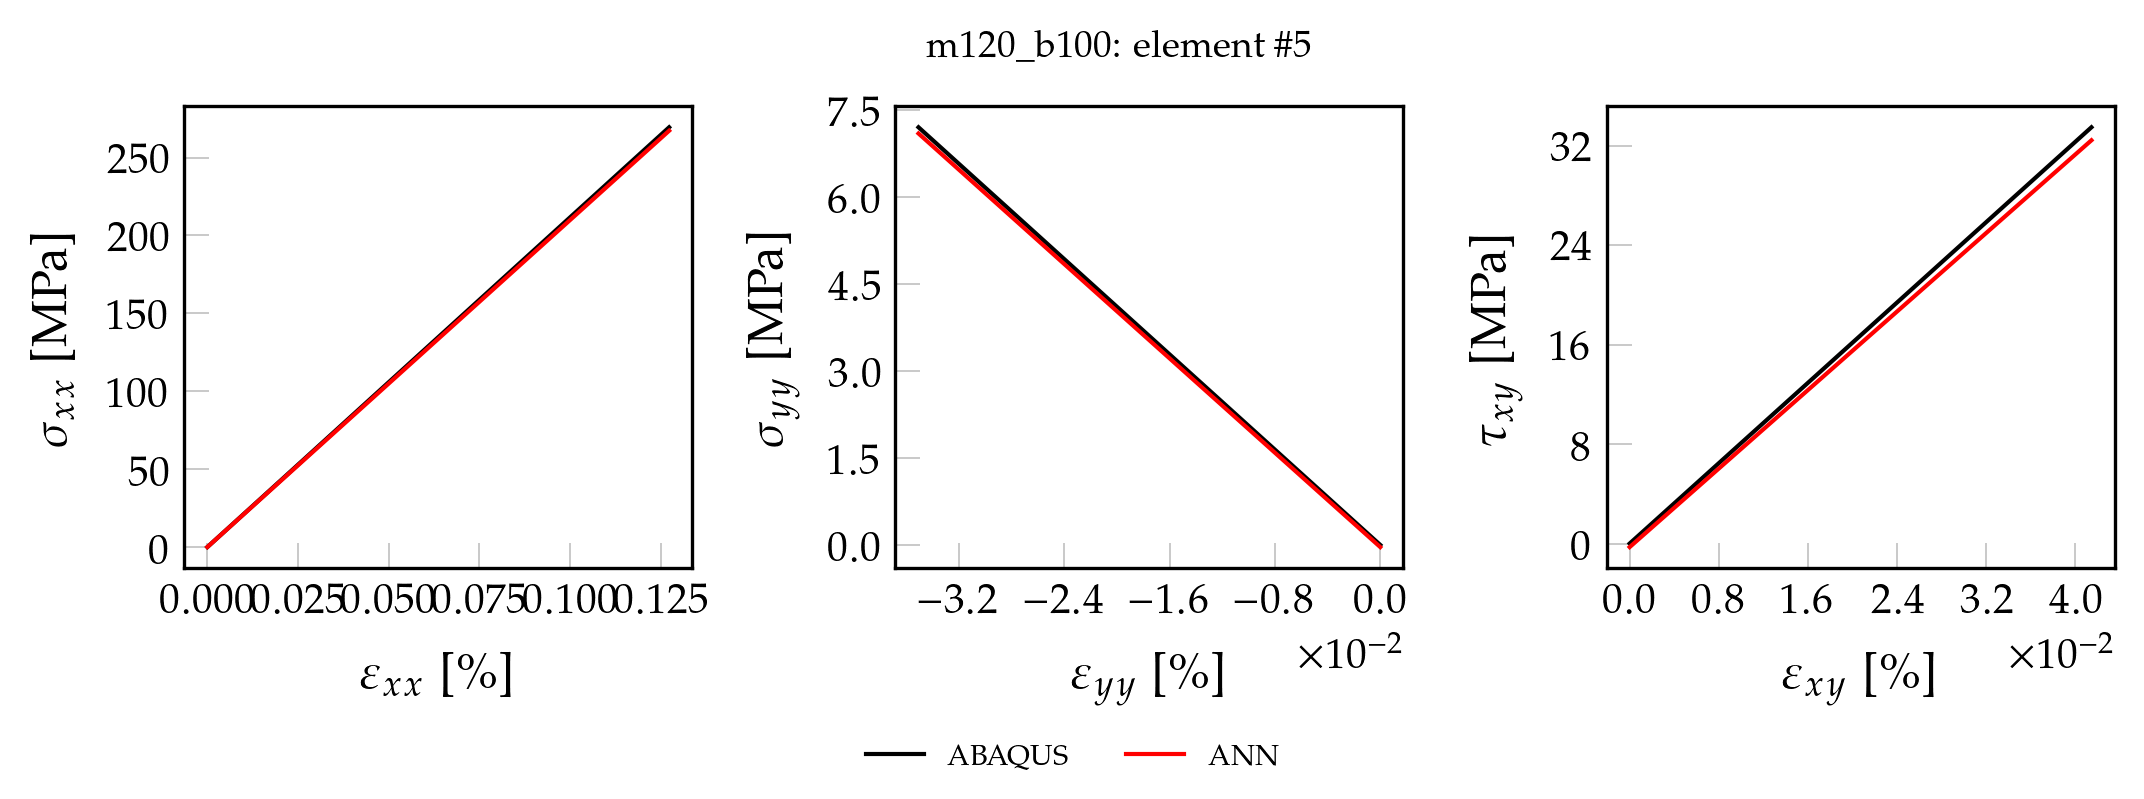 m120_b100: element #5
σxx [MPa]
250
200
150
100
50
0
0.000 0.025 0.050 0.075 0.100 0.125
εxx [%]
σyy [MPa]
7.5
6.0
4.5
3.0
1.5
0.0
−3.2 −2.4 −1.6 −0.8 0.0
×10−2
εyy [%]
τxy [MPa]
32
24
16
8
0
0.0 0.8 1.6 2.4 3.2 4.0
×10−2
εxy [%]
ABAQUS ANN